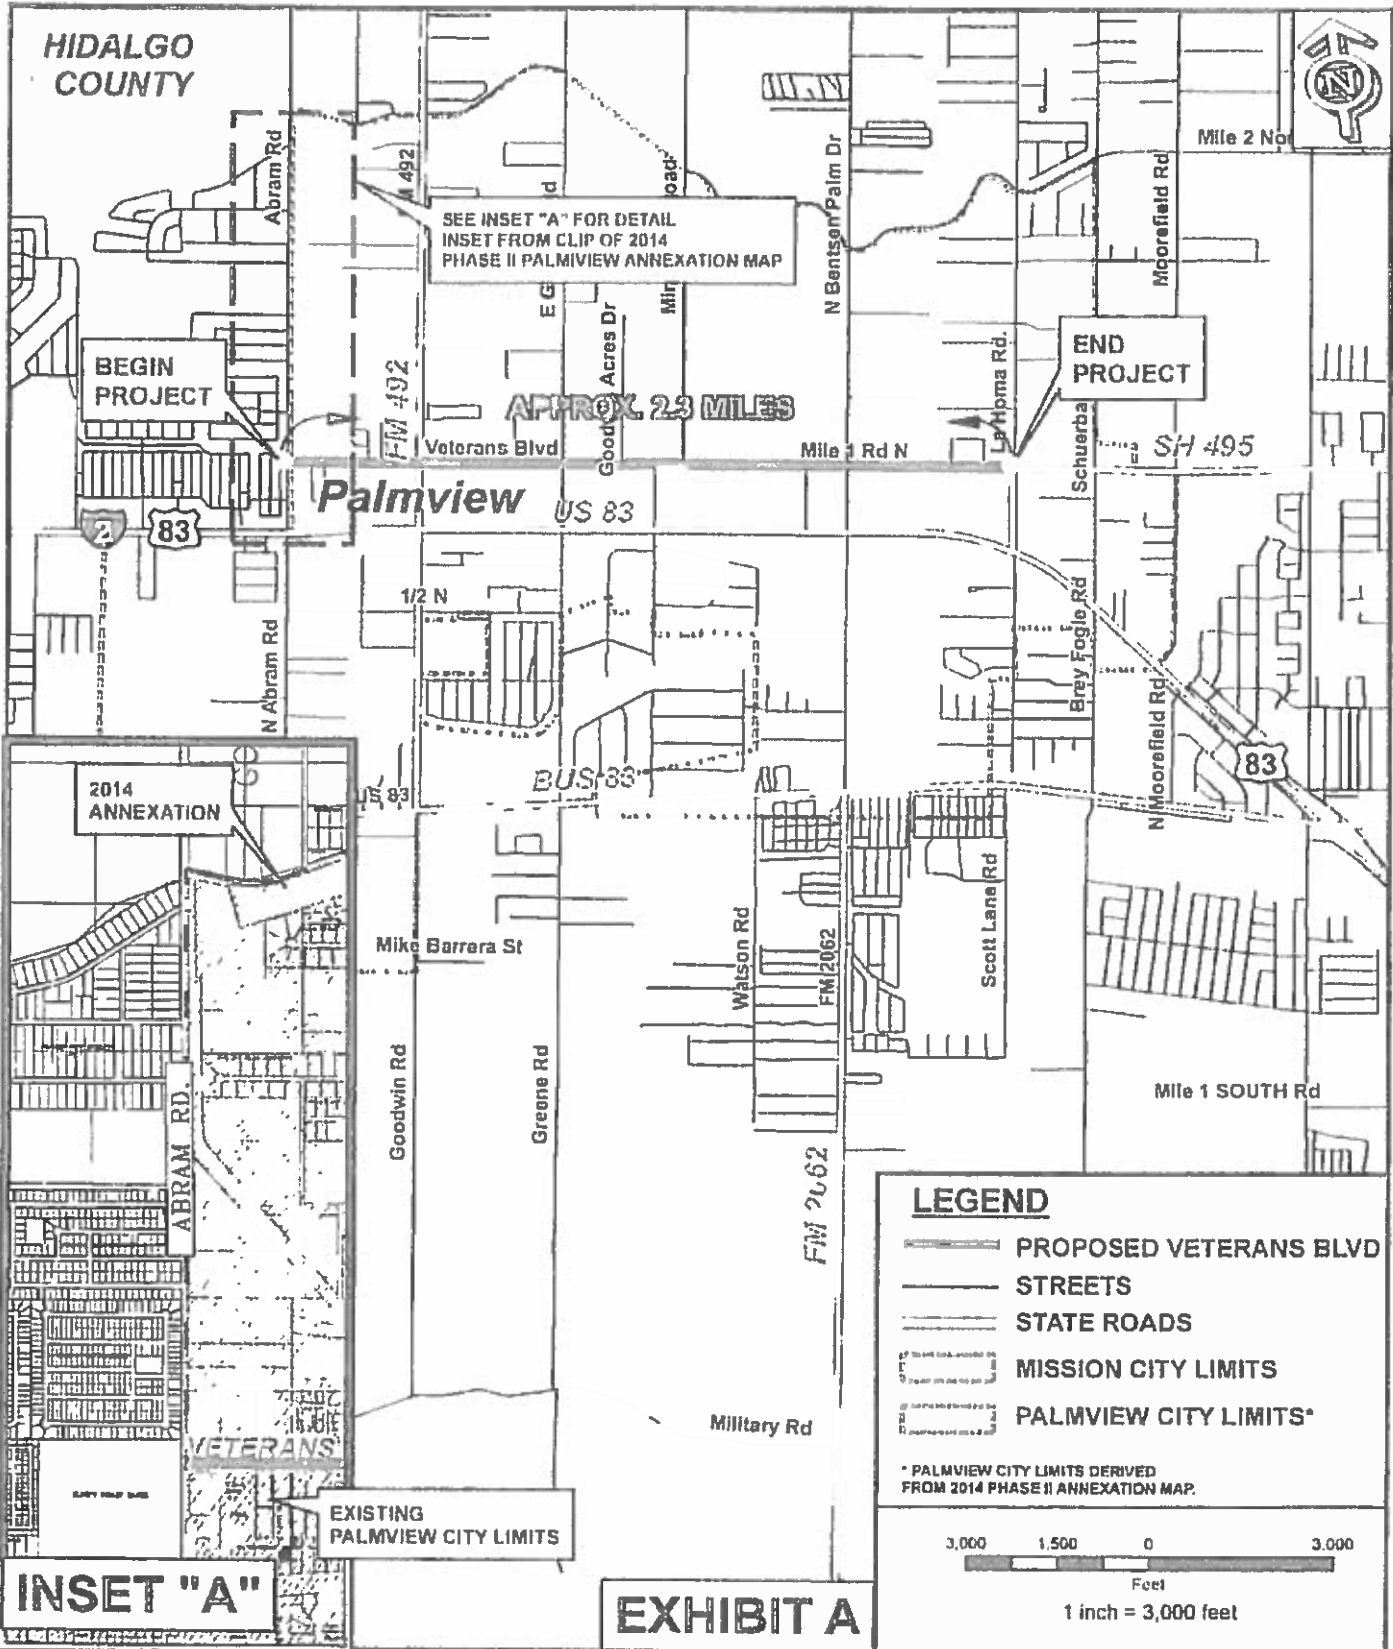 HIDALGO
COUNTY
N
Mile 2 Nor
Abram Rd
M 492
SEE INSET "A" FOR DETAIL
INSET FROM CLIP OF 2014
PHASE II PALMVIEW ANNEXATION MAP
N Bentsen Palm Dr
Moorefield Rd
BEGIN
PROJECT
END
PROJECT
FM 492
E G
Good
Acres Dr
Min
oad
La Homa Rd.
Schuerba
APPROX. 2.3 MILES
Veterans Blvd
Mile 1 Rd N
SH 495
Palmview
US 83
2
83
1/2 N
N Abram Rd
Brey Fogle Rd
N Moorefield Rd
83
BUS 83
US 83
2014
ANNEXATION
Mike Barrera St
Watson Rd
FM 2062
Scott Lane Rd
Goodwin Rd
Greene Rd
Mile 1 SOUTH Rd
ABRAM RD.
FM 2062
Military Rd
VETERANS
EXISTING
PALMVIEW CITY LIMITS
INSET "A"
EXHIBIT A
LEGEND
PROPOSED VETERANS BLVD
STREETS
STATE ROADS
MISSION CITY LIMITS
PALMVIEW CITY LIMITS*
* PALMVIEW CITY LIMITS DERIVED
FROM 2014 PHASE II ANNEXATION MAP.
3,000 1,500 0 3,000
Feet
1 inch = 3,000 feet